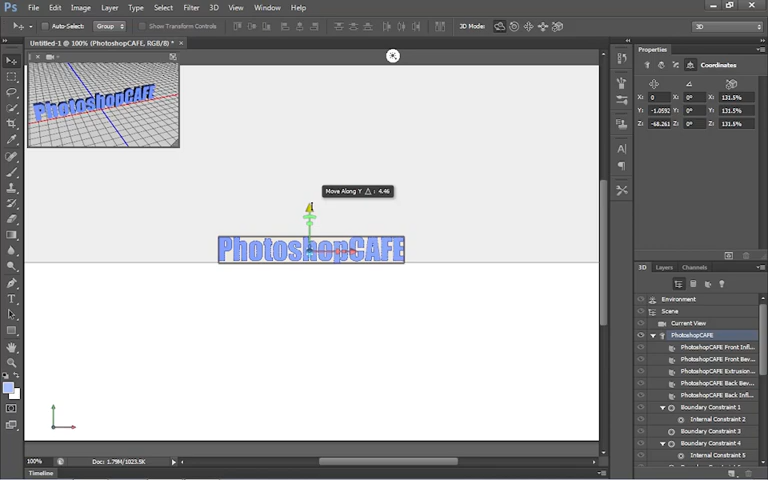 Ps File Edit Image Layer Type Select Filter 3D View Window Help
Auto-Select: Group Show Transform Controls 3D Mode: 3D
Untitled-1 @ 100% (PhotoshopCAFE, RGB/8) *
PhotoshopCAFE
Move Along Y : 4.46
PhotoshopCAFE
100% Doc: 1.79M/1023.5K
Timeline
Properties
Coordinates
X: 0 X: 0° X: 131.5%
Y: -1.0592 Y: 0° Y: 131.5%
Z: -68.261 Z: 0° Z: 131.5%
3D Layers Channels
Environment
Scene
Current View
PhotoshopCAFE
PhotoshopCAFE Front Infl...
PhotoshopCAFE Front Bev...
PhotoshopCAFE Extrusion...
PhotoshopCAFE Back Bev...
PhotoshopCAFE Back Infl...
Boundary Constraint 1
Internal Constraint 2
Boundary Constraint 3
Boundary Constraint 4
Internal Constraint 5